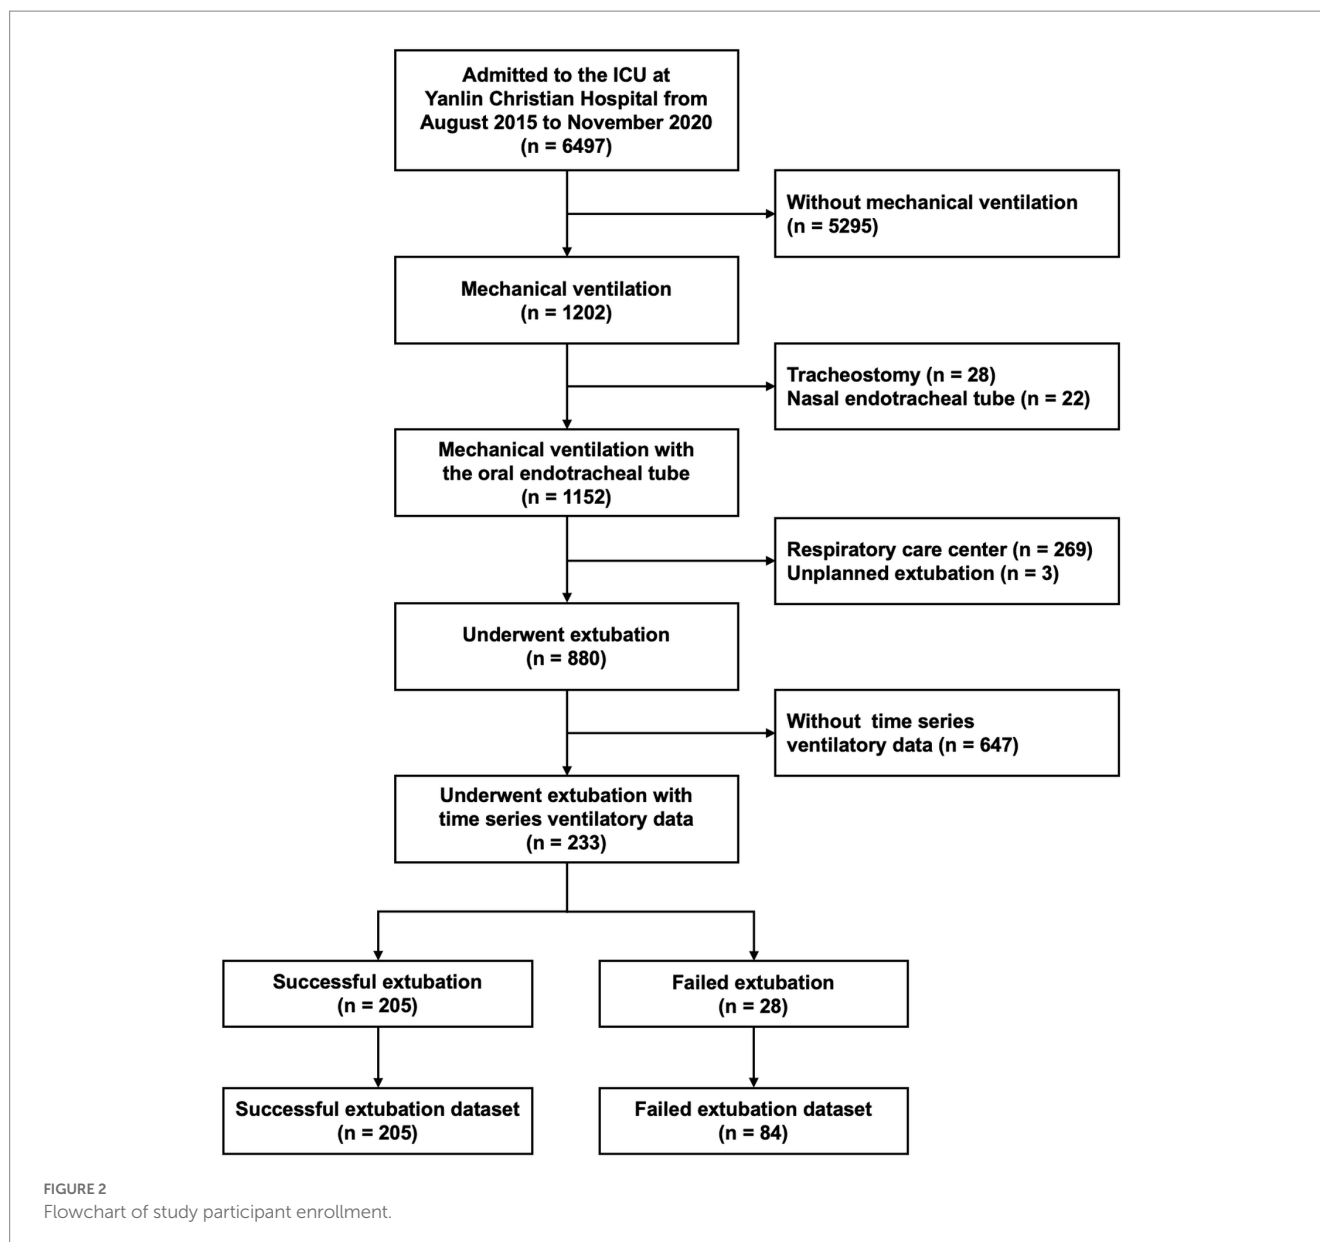 Admitted to the ICU at
Yanlin Christian Hospital from
August 2015 to November 2020
(n = 6497)
Without mechanical ventilation
(n = 5295)
Mechanical ventilation
(n = 1202)
Tracheostomy (n = 28)
Nasal endotracheal tube (n = 22)
Mechanical ventilation with
the oral endotracheal tube
(n = 1152)
Respiratory care center (n = 269)
Unplanned extubation (n = 3)
Underwent extubation
(n = 880)
Without time series
ventilatory data (n = 647)
Underwent extubation with
time series ventilatory data
(n = 233)
Successful extubation
(n = 205)
Failed extubation
(n = 28)
Successful extubation dataset
(n = 205)
Failed extubation dataset
(n = 84)
FIGURE 2
Flowchart of study participant enrollment.